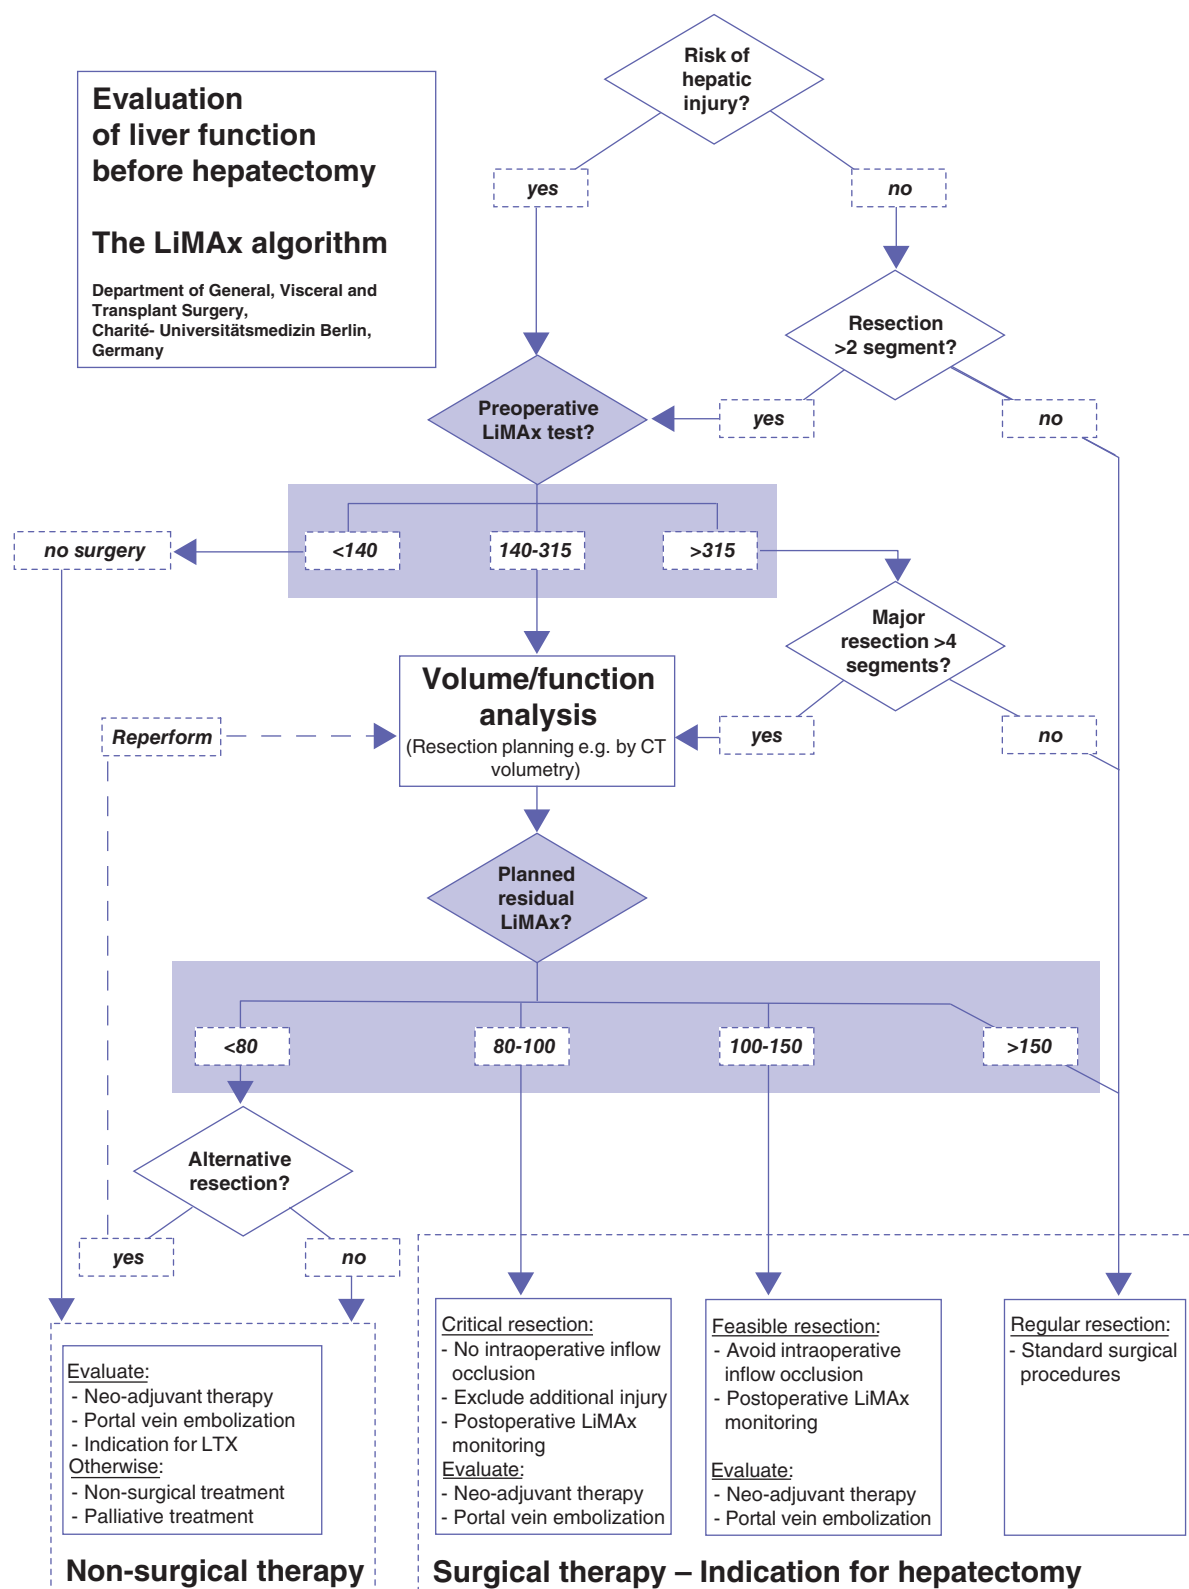 Evaluation
of liver function
before hepatectomy
The LiMAx algorithm
Department of General, Visceral and
Transplant Surgery,
Charité- Universitätsmedizin Berlin,
Germany
Risk of
hepatic
injury?
yes
no
Resection
>2 segment?
Preoperative
LiMAx test?
yes
no
no surgery
<140
140-315
>315
Major
resection >4
segments?
Volume/function
analysis
(Resection planning e.g. by CT
volumetry)
Reperform
yes
no
Planned
residual
LiMAx?
<80
80-100
100-150
>150
Alternative
resection?
yes
no
Evaluate:
- Neo-adjuvant therapy
- Portal vein embolization
- Indication for LTX
Otherwise:
- Non-surgical treatment
- Palliative treatment
Non-surgical therapy
Critical resection:
- No intraoperative inflow
occlusion
- Exclude additional injury
- Postoperative LiMAx
monitoring
Evaluate:
- Neo-adjuvant therapy
- Portal vein embolization
Feasible resection:
- Avoid intraoperative
inflow occlusion
- Postoperative LiMAx
monitoring
Evaluate:
- Neo-adjuvant therapy
- Portal vein embolization
Regular resection:
- Standard surgical
procedures
Surgical therapy – Indication for hepatectomy